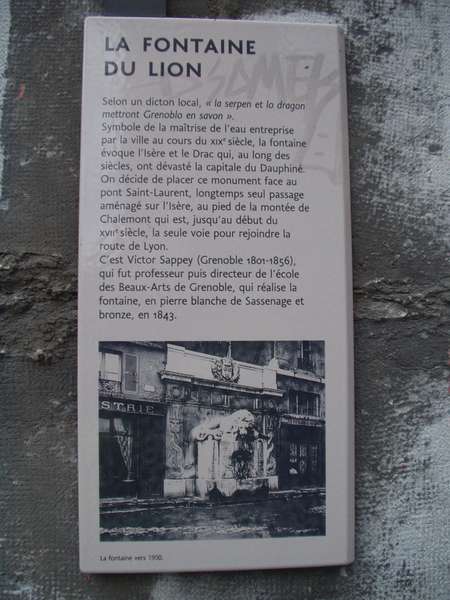 LA FONTAINE
DU LION
Selon un dicton local, « la serpen et la dragon
mettront Grenoblo en savon ».
Symbole de la maîtrise de l'eau entreprise
par la ville au cours du XIXe siècle, la fontaine
évoque l'Isère et le Drac qui, au long des
siècles, ont dévasté la capitale du Dauphiné.
On décide de placer ce monument face au
pont Saint-Laurent, longtemps seul passage
aménagé sur l'Isère, au pied de la montée de
Chalemont qui est, jusqu'au début du
XVIIe siècle, la seule voie pour rejoindre la
route de Lyon.
C'est Victor Sappey (Grenoble 1801-1856),
qui fut professeur puis directeur de l'école
des Beaux-Arts de Grenoble, qui réalise la
fontaine, en pierre blanche de Sassenage et
bronze, en 1843.
STRIE
La fontaine vers 1930.